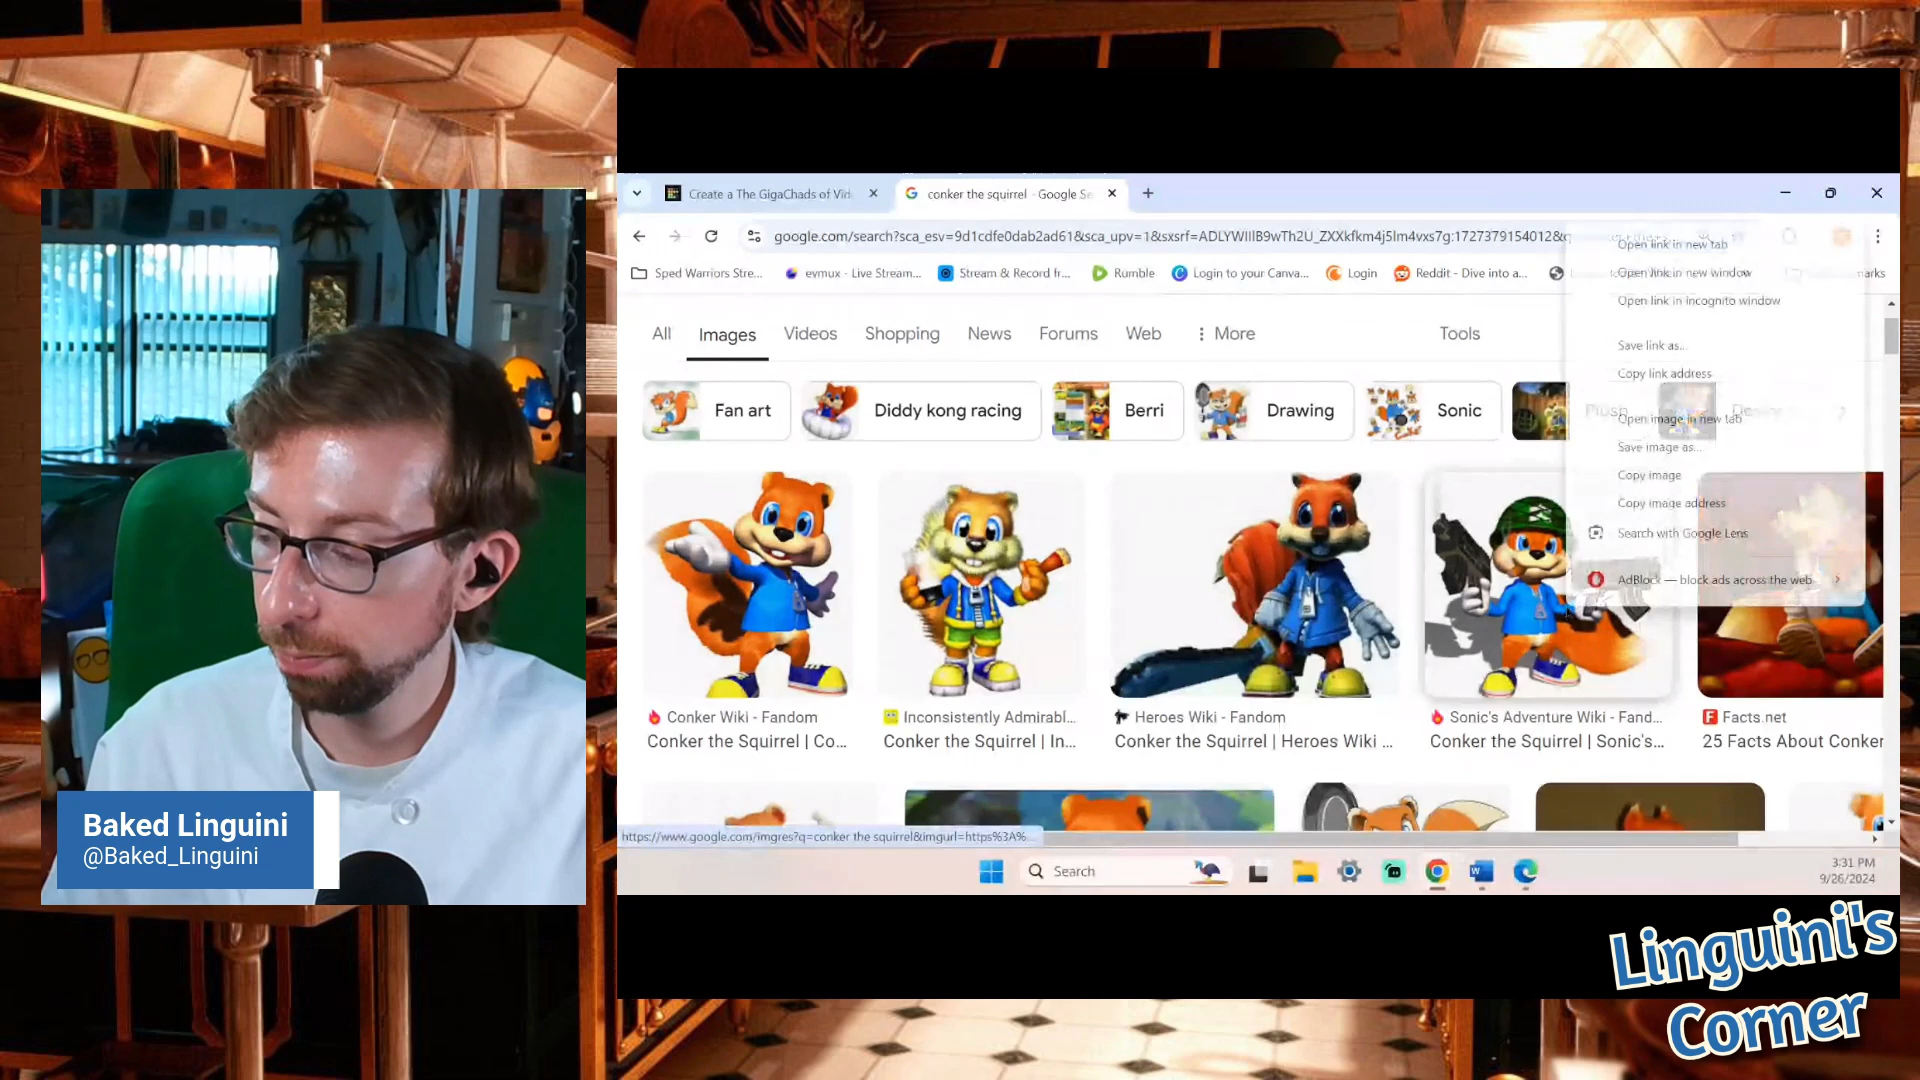 Create a The GigaChads of Vid
conker the squirrel - Google Se
google.com/search?sca_esv=9d1cdfe0dab2ad61&sca_upv=1&sxsrf=ADLYWIIlB9wTh2U_ZXXkfkm4j5lm4vxs7g:1727379154012&q
Sped Warriors Stre...
evmux - Live Stream...
Stream & Record fr...
Rumble
Login to your Canva...
Login
Reddit - Dive into a...
All
Images
Videos
Shopping
News
Forums
Web
More
Tools
Fan art
Diddy kong racing
Berri
Drawing
Sonic
Plush
Open link in new tab
Open link in new window
Open link in incognito window
Save link as...
Copy link address
Open image in new tab
Save image as...
Copy image
Copy image address
Search with Google Lens
AdBlock — block ads across the web
Conker Wiki - Fandom
Conker the Squirrel | Co...
Inconsistently Admirabl...
Conker the Squirrel | In...
Heroes Wiki - Fandom
Conker the Squirrel | Heroes Wiki ...
Sonic's Adventure Wiki - Fand...
Conker the Squirrel | Sonic's...
Facts.net
25 Facts About Conker
https://www.google.com/imgres?q=conker the squirrel&imgurl=https%3A%...
Search
3:31 PM
9/26/2024
Baked Linguini
@Baked_Linguini
Linguini's
Corner